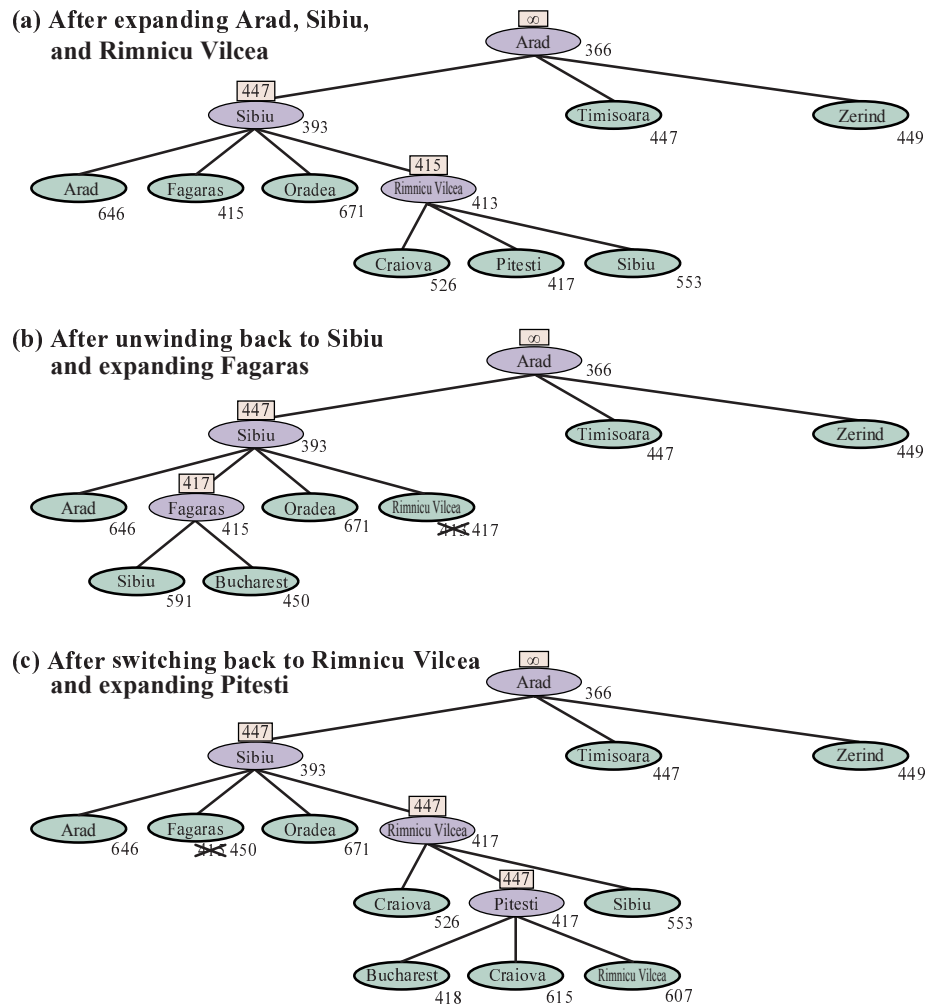 (a) After expanding Arad, Sibiu,
and Rimnicu Vilcea
∞
Arad
366
447
Sibiu
393
Timisoara
447
Zerind
449
Arad
646
Fagaras
415
Oradea
671
415
Rimnicu Vilcea
413
Craiova
526
Pitesti
417
Sibiu
553
(b) After unwinding back to Sibiu
and expanding Fagaras
∞
Arad
366
447
Sibiu
393
Timisoara
447
Zerind
449
Arad
646
417
Fagaras
415
Oradea
671
Rimnicu Vilcea
413 417
Sibiu
591
Bucharest
450
(c) After switching back to Rimnicu Vilcea
and expanding Pitesti
∞
Arad
366
447
Sibiu
393
Timisoara
447
Zerind
449
Arad
646
Fagaras
415 450
Oradea
671
447
Rimnicu Vilcea
417
Craiova
526
447
Pitesti
417
Sibiu
553
Bucharest
418
Craiova
615
Rimnicu Vilcea
607